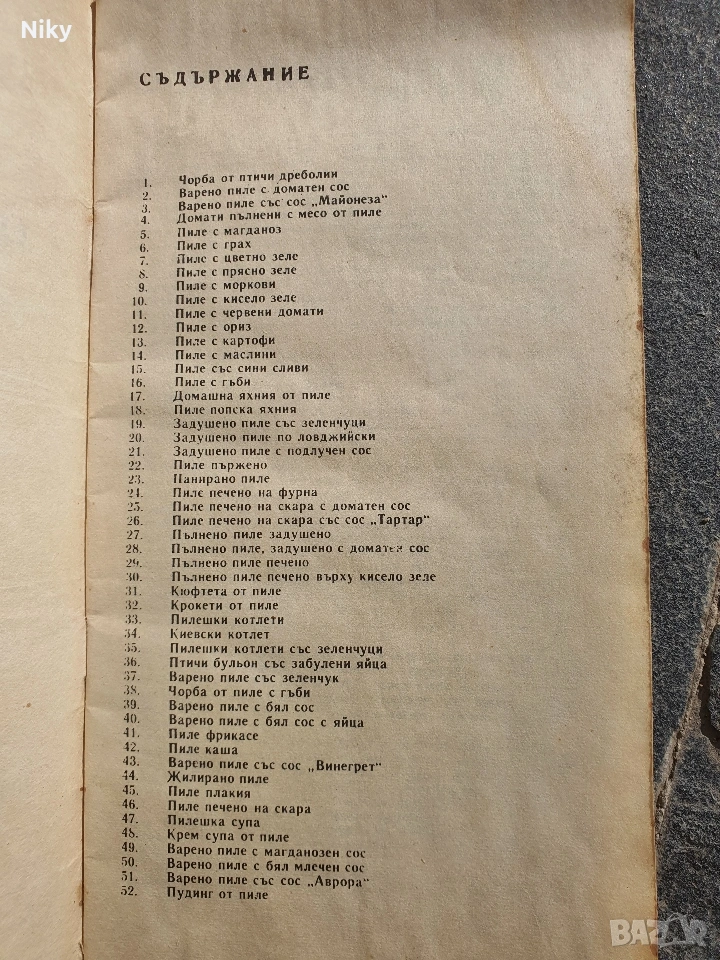 Niky
СЪДЪРЖАНИЕ
1. Чорба от птичи дреболии
2. Варено пиле с доматен сос
3. Варено пиле със сос „Майонеза“
4. Домати пълнени с месо от пиле
5. Пиле с магданоз
6. Пиле с грах
7. Пиле с цветно зеле
8. Пиле с прясно зеле
9. Пиле с моркови
10. Пиле с кисело зеле
11. Пиле с червени домати
12. Пиле с ориз
13. Пиле с картофи
14. Пиле с маслини
15. Пиле със сини сливи
16. Пиле с гъби
17. Домашна яхния от пиле
18. Пиле попска яхния
19. Задушено пиле със зеленчуци
20. Задушено пиле по ловджийски
21. Задушено пиле с подлучен сос
22. Пиле пържено
23. Панирано пиле
24. Пиле печено на фурна
25. Пиле печено на скара с доматен сос
26. Пиле печено на скара със сос „Тартар“
27. Пълнено пиле задушено
28. Пълнено пиле, задушено с доматен сос
29. Пълнено пиле печено
30. Пълнено пиле печено върху кисело зеле
31. Кюфтета от пиле
32. Крокети от пиле
33. Пилешки котлети
34. Киевски котлет
35. Пилешки котлети със зеленчуци
36. Птичи бульон със забулени яйца
37. Варено пиле със зеленчук
38. Чорба от пиле с гъби
39. Варено пиле с бял сос
40. Варено пиле с бял сос с яйца
41. Пиле фрикасе
42. Пиле каша
43. Варено пиле със сос „Винегрет“
44. Жилирано пиле
45. Пиле плакия
46. Пиле печено на скара
47. Пилешка супа
48. Крем супа от пиле
49. Варено пиле с магданозен сос
50. Варено пиле с бял млечен сос
51. Варено пиле със сос „Аврора“
52. Пудинг от пиле
BAZAR